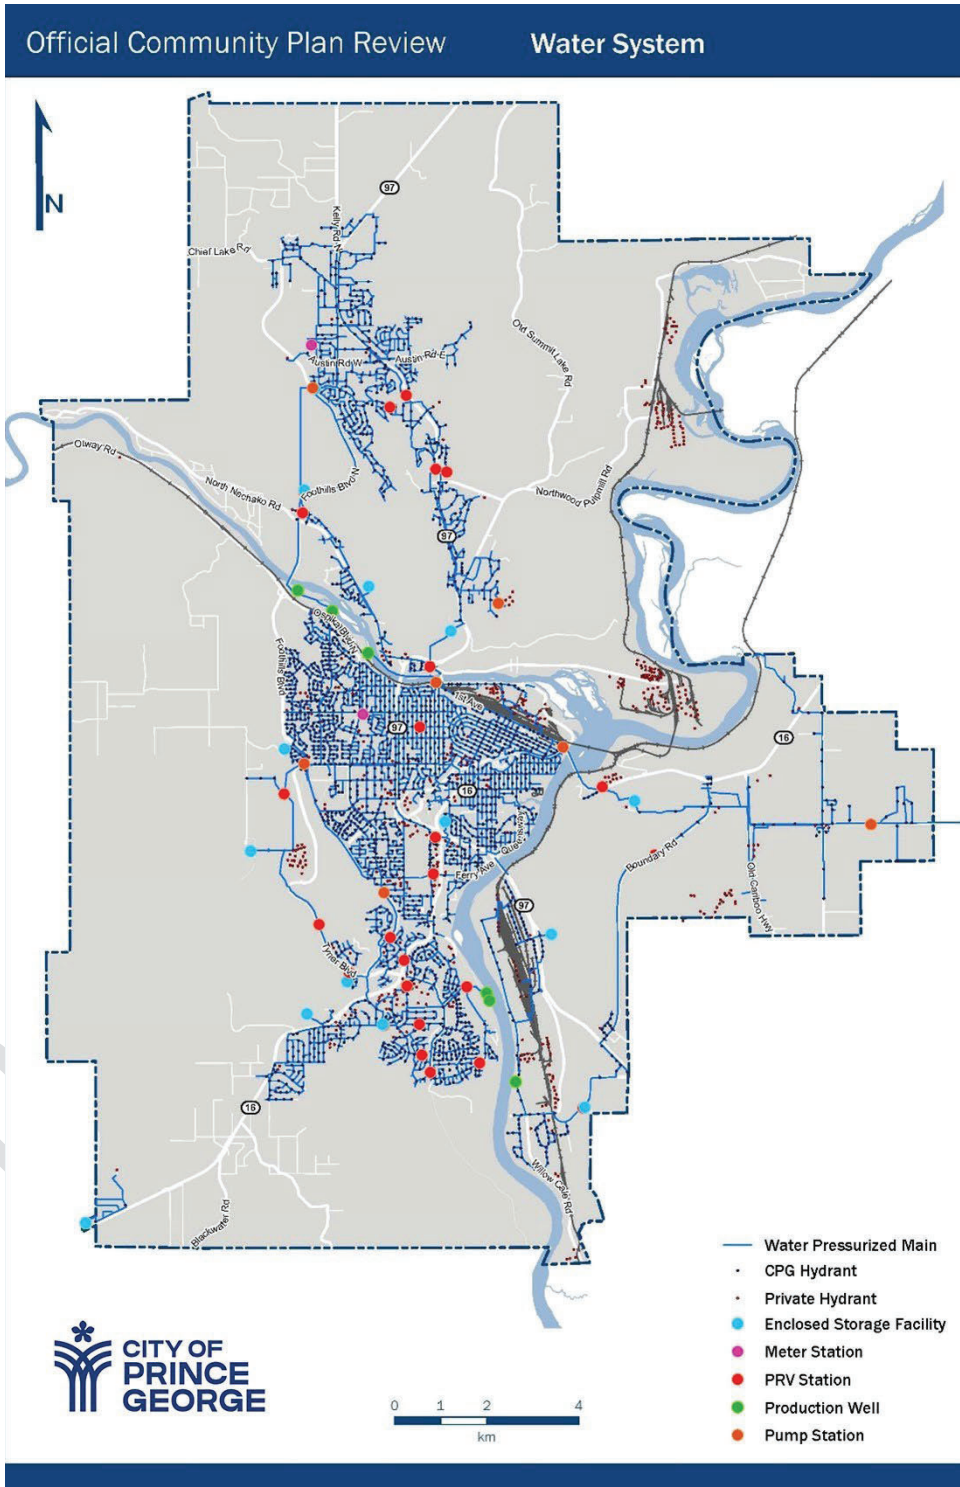 Official Community Plan Review Water System
N
97
Kelly Rd N
Chief Lake Rd
Old Summit Lake Rd
Austin Rd W
Austin Rd E
Otway Rd
North Nechako Rd
Foothills Blvd N
Northwood Pulpmill Rd
97
Ospika Blvd N
Foothills Blvd
1st Ave
97
16
16
Queensway
Ferry Ave
Boundary Rd
Old Cariboo Hwy
97
Tyner Blvd
16
Willow Cale Rd
Blackwater Rd
Water Pressurized Main
CPG Hydrant
Private Hydrant
Enclosed Storage Facility
Meter Station
PRV Station
Production Well
Pump Station
CITY OF
PRINCE
GEORGE
0 1 2 4
km